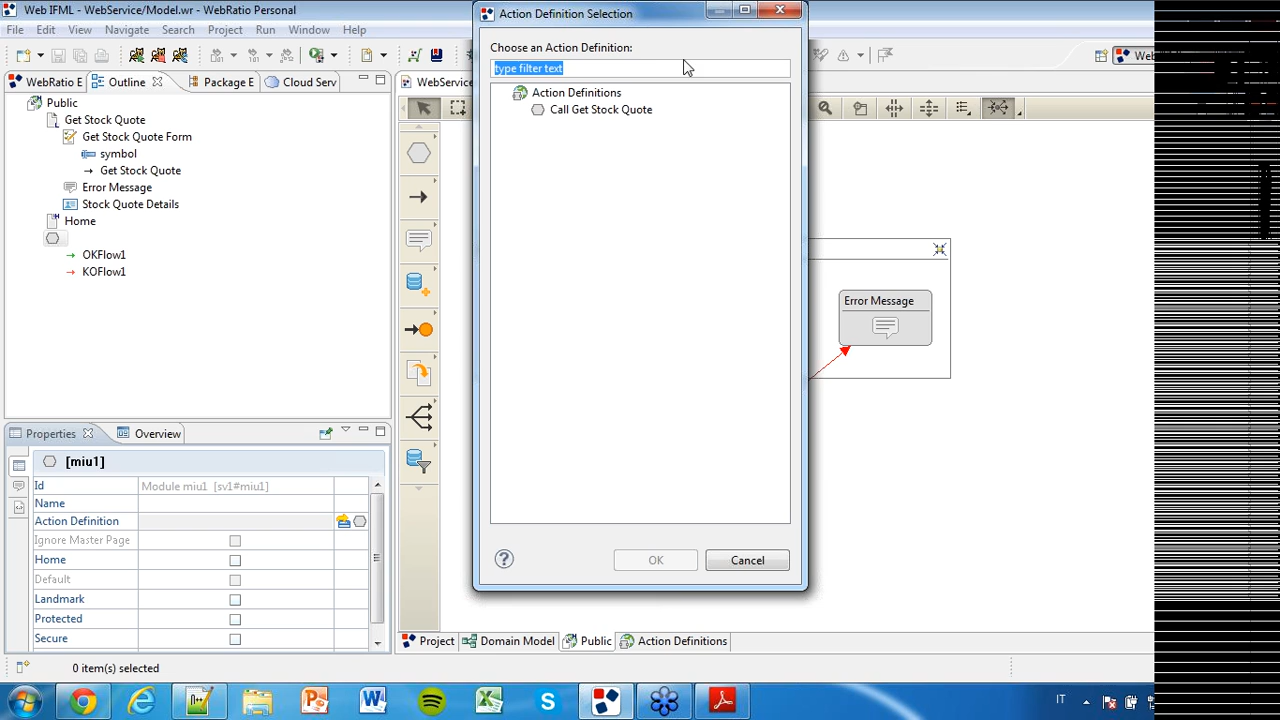 Web IFML - WebService/Model.wr - WebRatio Personal
File Edit View Navigate Search Project Run Window Help
WebRatio E
Outline
Package E
Cloud Serv
Public
Get Stock Quote
Get Stock Quote Form
symbol
Get Stock Quote
Error Message
Stock Quote Details
Home
OKFlow1
KOFlow1
Properties
Overview
[miu1]
Id Module miu1 [sv1#miu1]
Name
Action Definition
Ignore Master Page
Home
Default
Landmark
Protected
Secure
0 item(s) selected
WebService
Action Definition Selection
Choose an Action Definition:
type filter text
Action Definitions
Get Stock Quote
OK
Cancel
Error Message
Project
Domain Model
Public
Action Definitions
IT